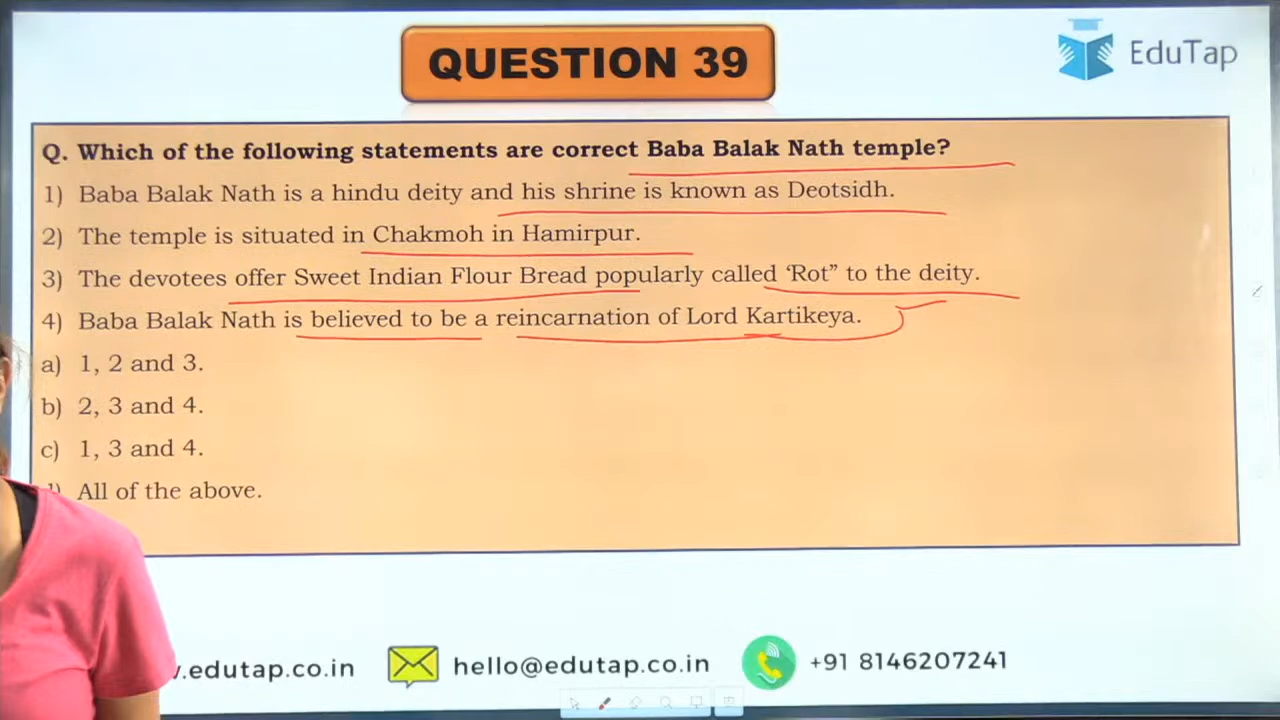 QUESTION 39
EduTap
Q. Which of the following statements are correct Baba Balak Nath temple?
1) Baba Balak Nath is a hindu deity and his shrine is known as Deotsidh.
2) The temple is situated in Chakmoh in Hamirpur.
3) The devotees offer Sweet Indian Flour Bread popularly called ‘Rot” to the deity.
4) Baba Balak Nath is believed to be a reincarnation of Lord Kartikeya.
a) 1, 2 and 3.
b) 2, 3 and 4.
c) 1, 3 and 4.
All of the above.
.edutap.co.in
hello@edutap.co.in
+91 8146207241